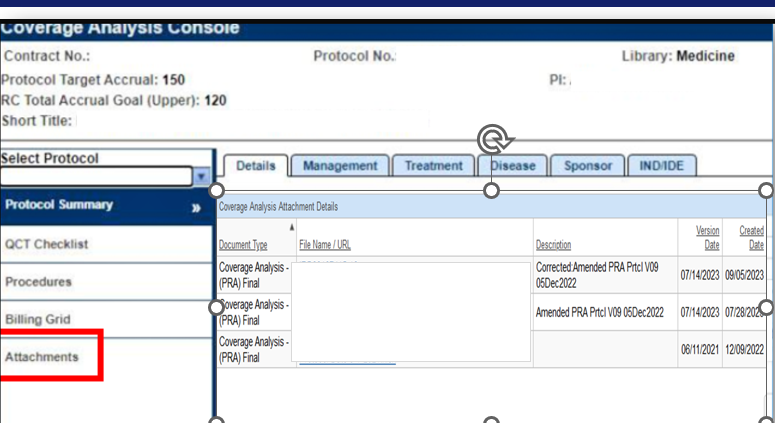 Coverage Analysis Console
Contract No.: Protocol No.: Library: Medicine
Protocol Target Accrual: 150 PI:
RC Total Accrual Goal (Upper): 120
Short Title:
Select Protocol
Details Management Treatment Disease Sponsor IND/IDE
Protocol Summary »
QCT Checklist
Procedures
Billing Grid
Attachments
Coverage Analysis Attachment Details
Document Type File Name / URL Description Version Date Created Date
Coverage Analysis - (PRA) Final Corrected:Amended PRA Prtcl V09 05Dec2022 07/14/2023 09/05/2023
Coverage Analysis - (PRA) Final Amended PRA Prtcl V09 05Dec2022 07/14/2023 07/28/2023
Coverage Analysis - (PRA) Final 06/11/2021 12/09/2022